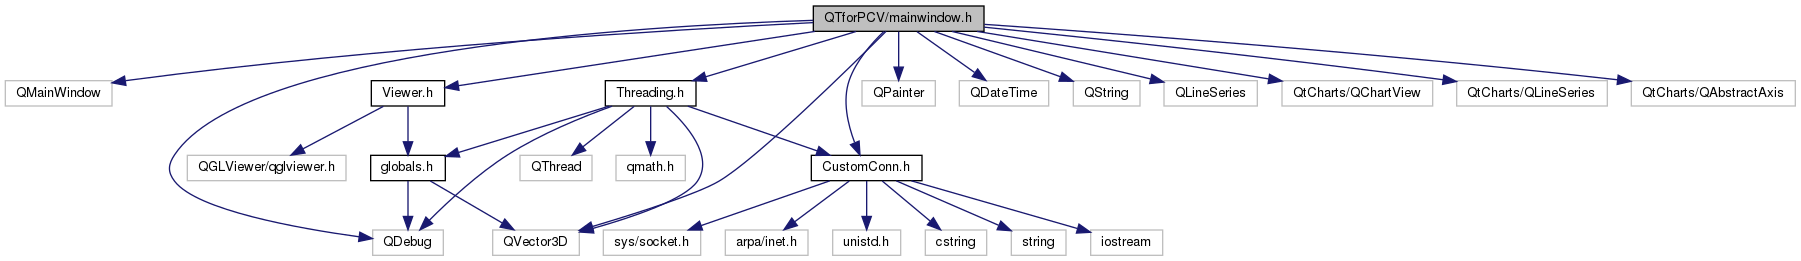 QTforPCV/mainwindow.h
QMainWindow
Viewer.h
Threading.h
QPainter
QDateTime
QString
QLineSeries
QtCharts/QChartView
QtCharts/QLineSeries
QtCharts/QAbstractAxis
QGLViewer/qglviewer.h
globals.h
QThread
qmath.h
CustomConn.h
QDebug
QVector3D
sys/socket.h
arpa/inet.h
unistd.h
cstring
string
iostream